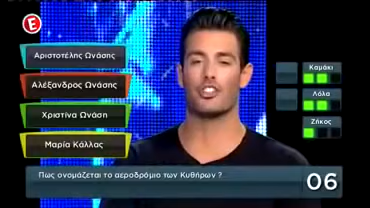 E
Αριστοτέλης Ωνάσης
Αλέξανδρος Ωνάσης
Χριστίνα Ωνάση
Μαρία Κάλλας
Καμάκι
Λόλα
Ζήκος
Πως ονομάζεται το αεροδρόμιο των Κυθήρων ?
06